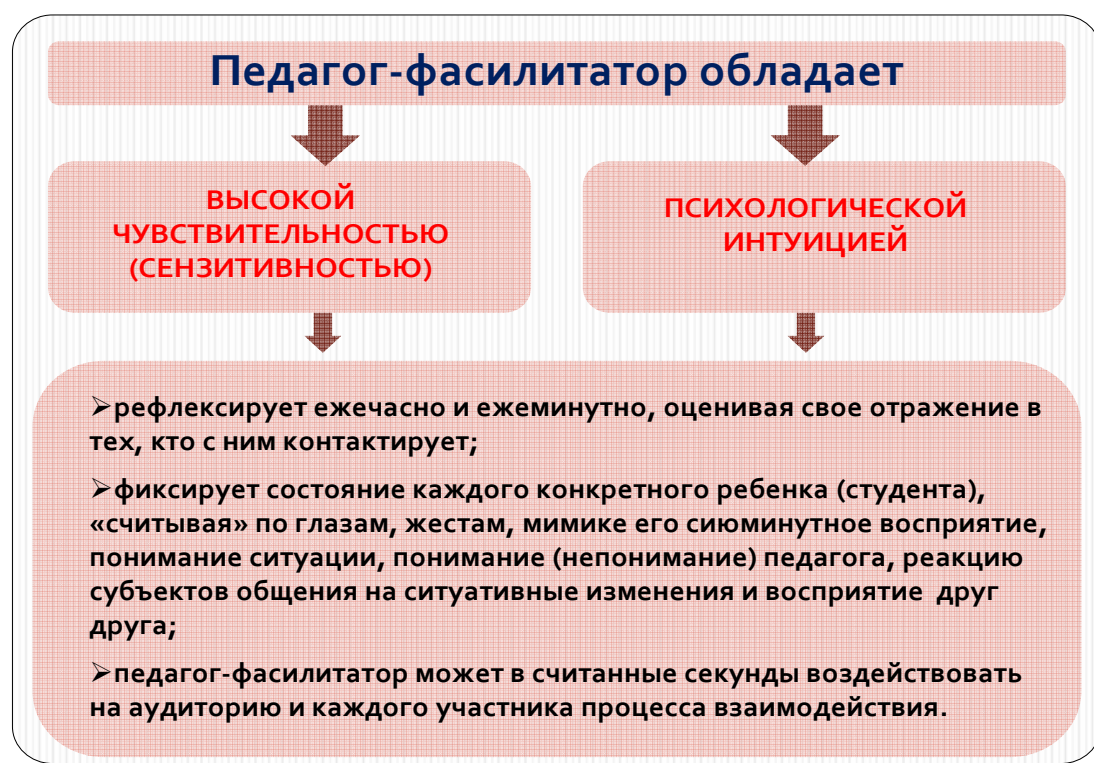 Педагог-фасилитатор обладает
ВЫСОКОЙ
ЧУВСТВИТЕЛЬНОСТЬЮ
(СЕНЗИТИВНОСТЬЮ)
ПСИХОЛОГИЧЕСКОЙ
ИНТУИЦИЕЙ
➢рефлексирует ежечасно и ежеминутно, оценивая свое отражение в
тех, кто с ним контактирует;
➢фиксирует состояние каждого конкретного ребенка (студента),
«считывая» по глазам, жестам, мимике его сиюминутное восприятие,
понимание ситуации, понимание (непонимание) педагога, реакцию
субъектов общения на ситуативные изменения и восприятие друг
друга;
➢педагог-фасилитатор может в считанные секунды воздействовать
на аудиторию и каждого участника процесса взаимодействия.